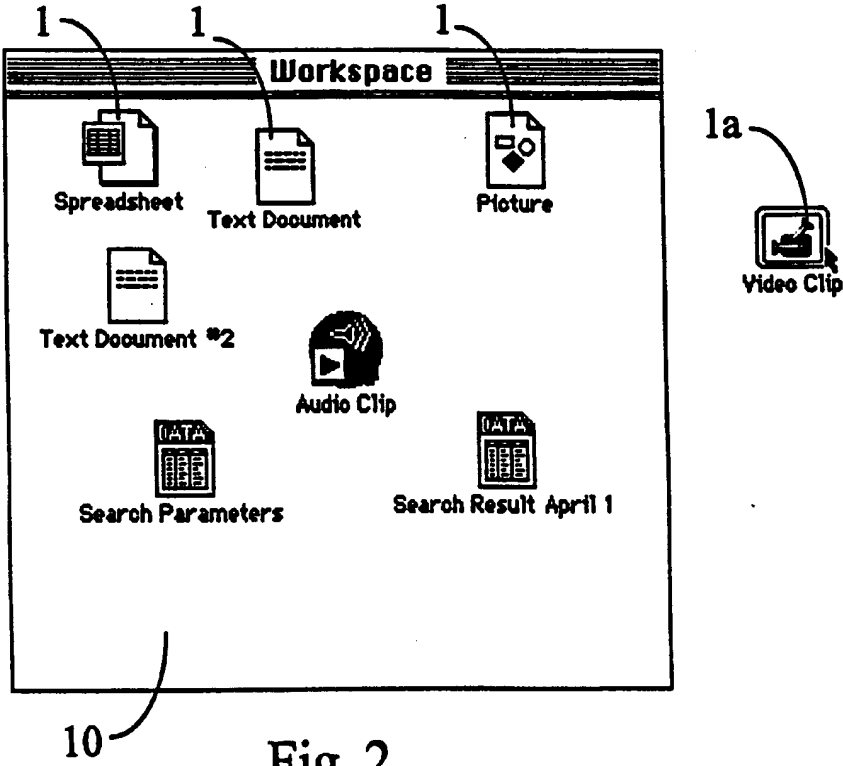 1 1 1
Workspace
1a
Spreadsheet
Text Document
Picture
Video Clip
Text Document #2
Audio Clip
DATA DATA
Search Parameters
Search Result April 1
10
Fig. 2